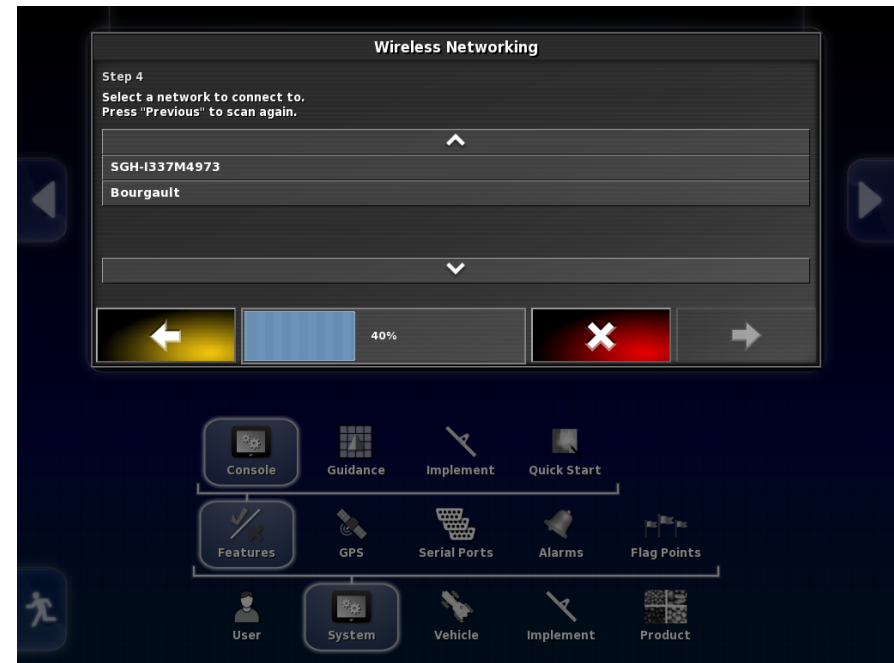 Wireless Networking
Step 4
Select a network to connect to.
Press "Previous" to scan again.
SGH-I337M4973
Bourgault
40%
Console
Guidance
Implement
Quick Start
Features
GPS
Serial Ports
Alarms
Flag Points
User
System
Vehicle
Implement
Product